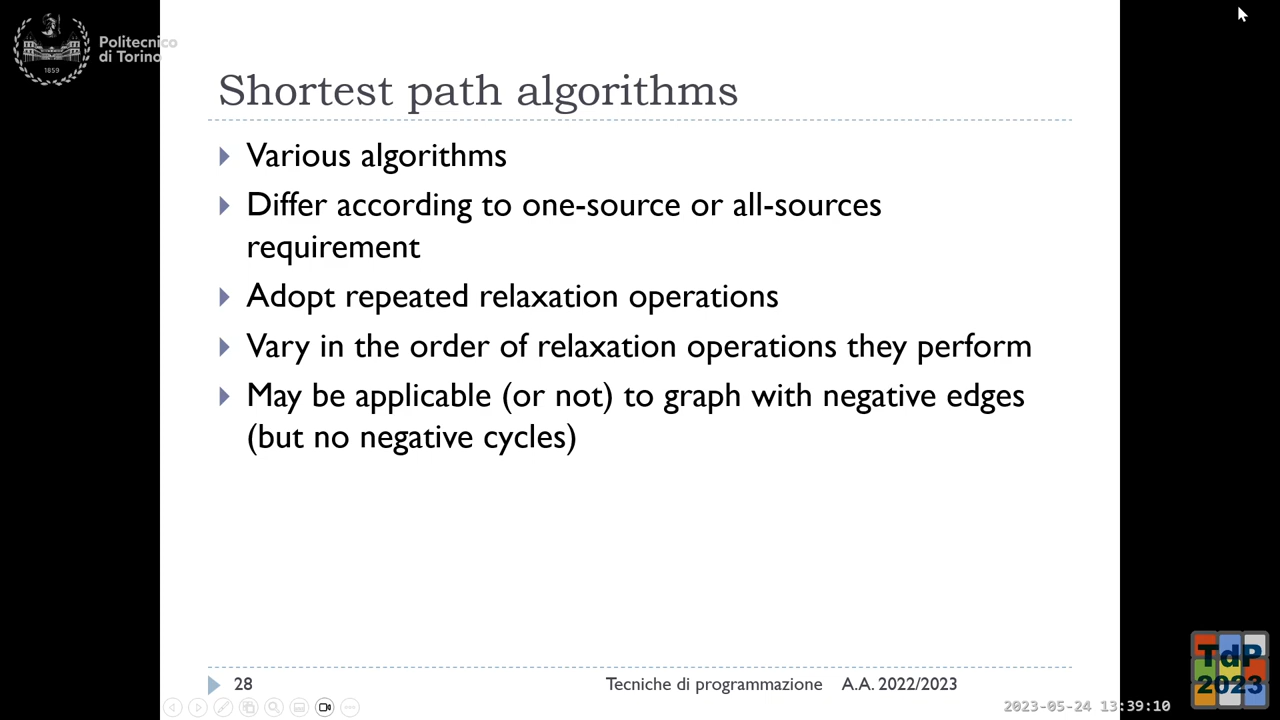 Politecnico
di Torino
1859
Shortest path algorithms
Various algorithms
Differ according to one-source or all-sources
requirement
Adopt repeated relaxation operations
Vary in the order of relaxation operations they perform
May be applicable (or not) to graph with negative edges
(but no negative cycles)
28
Tecniche di programmazione A.A. 2022/2023
2023-05-24 13:39:10
TdP
2023